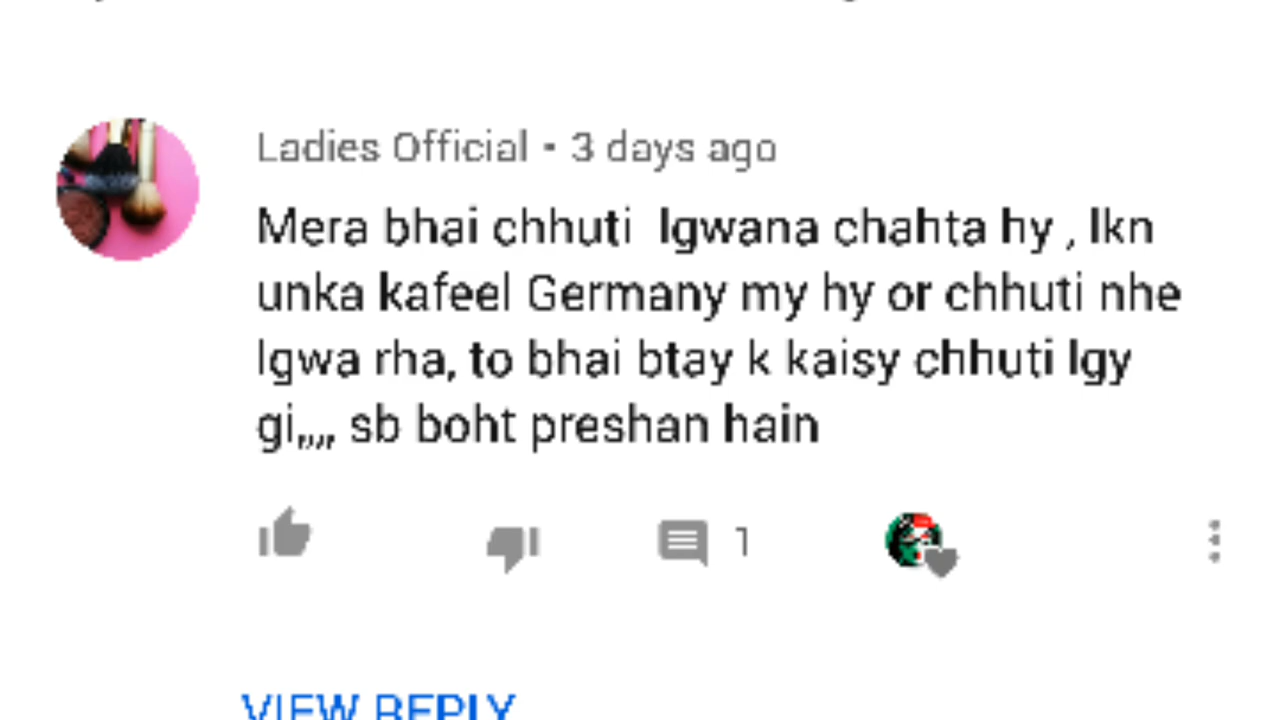 Ladies Official • 3 days ago
Mera bhai chhuti lgwana chahta hy , lkn
unka kafeel Germany my hy or chhuti nhe
lgwa rha, to bhai btay k kaisy chhuti lgy
gi,,,, sb boht preshan hain
1
VIEW REPLY